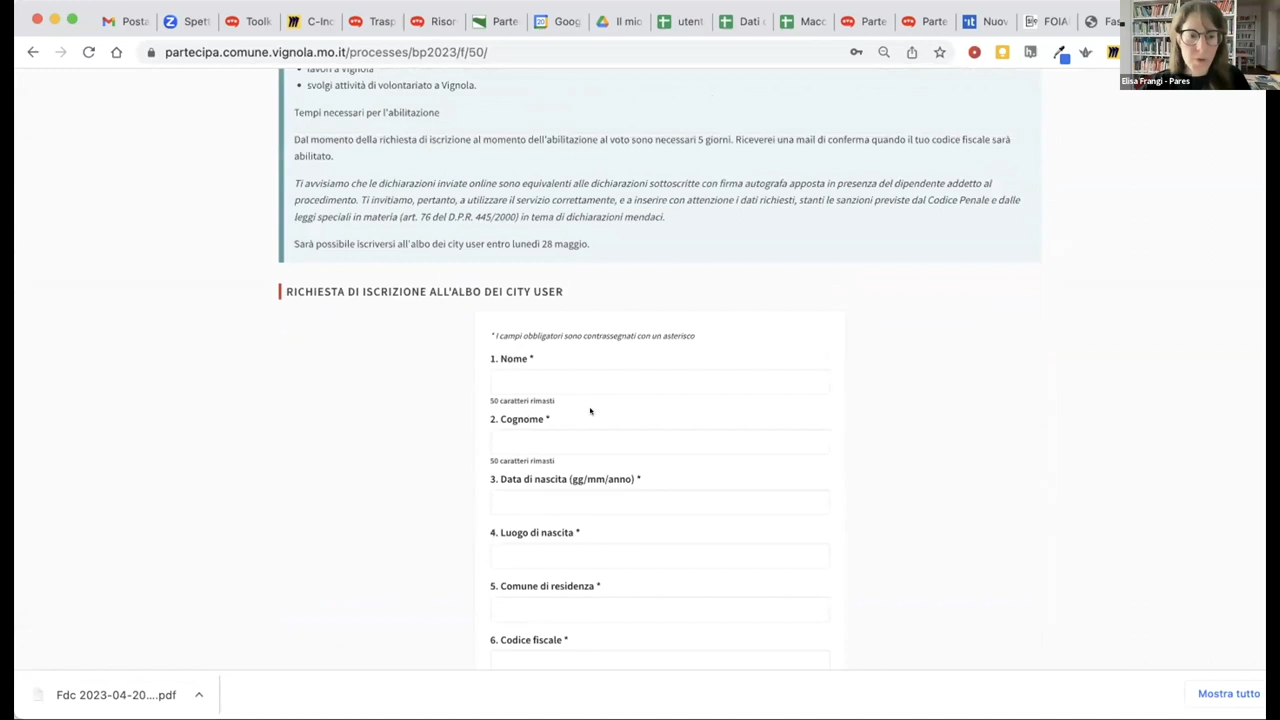 Posta
Spett
Toolk
C-Inc
Trasp
Risor
Parte
Goog
Il mio
utent
Dati c
Macc
Parte
Parte
Nuov
FOIA
Fas
partecipa.comune.vignola.mo.it/processes/bp2023/f/50/
Elisa Frangi - Pares
• lavori a Vignola
• svolgi attività di volontariato a Vignola.
Tempi necessari per l'abilitazione
Dal momento della richiesta di iscrizione al momento dell'abilitazione al voto sono necessari 5 giorni. Riceverei una mail di conferma quando il tuo codice fiscale sarà
abilitato.
Ti avvisiamo che le dichiarazioni inviate online sono equivalenti alle dichiarazioni sottoscritte con firma autografa apposta in presenza del dipendente addetto al
procedimento. Ti invitiamo, pertanto, a utilizzare il servizio correttamente, e a inserire con attenzione i dati richiesti, stanti le sanzioni previste dal Codice Penale e dalle
leggi speciali in materia (art. 76 del D.P.R. 445/2000) in tema di dichiarazioni mendaci.
Sarà possibile iscriversi all'albo dei city user entro lunedì 28 maggio.
RICHIESTA DI ISCRIZIONE ALL'ALBO DEI CITY USER
* I campi obbligatori sono contrassegnati con un asterisco
1. Nome *
50 caratteri rimasti
2. Cognome *
50 caratteri rimasti
3. Data di nascita (gg/mm/anno) *
4. Luogo di nascita *
5. Comune di residenza *
6. Codice fiscale *
Fdc 2023-04-20....pdf
Mostra tutto